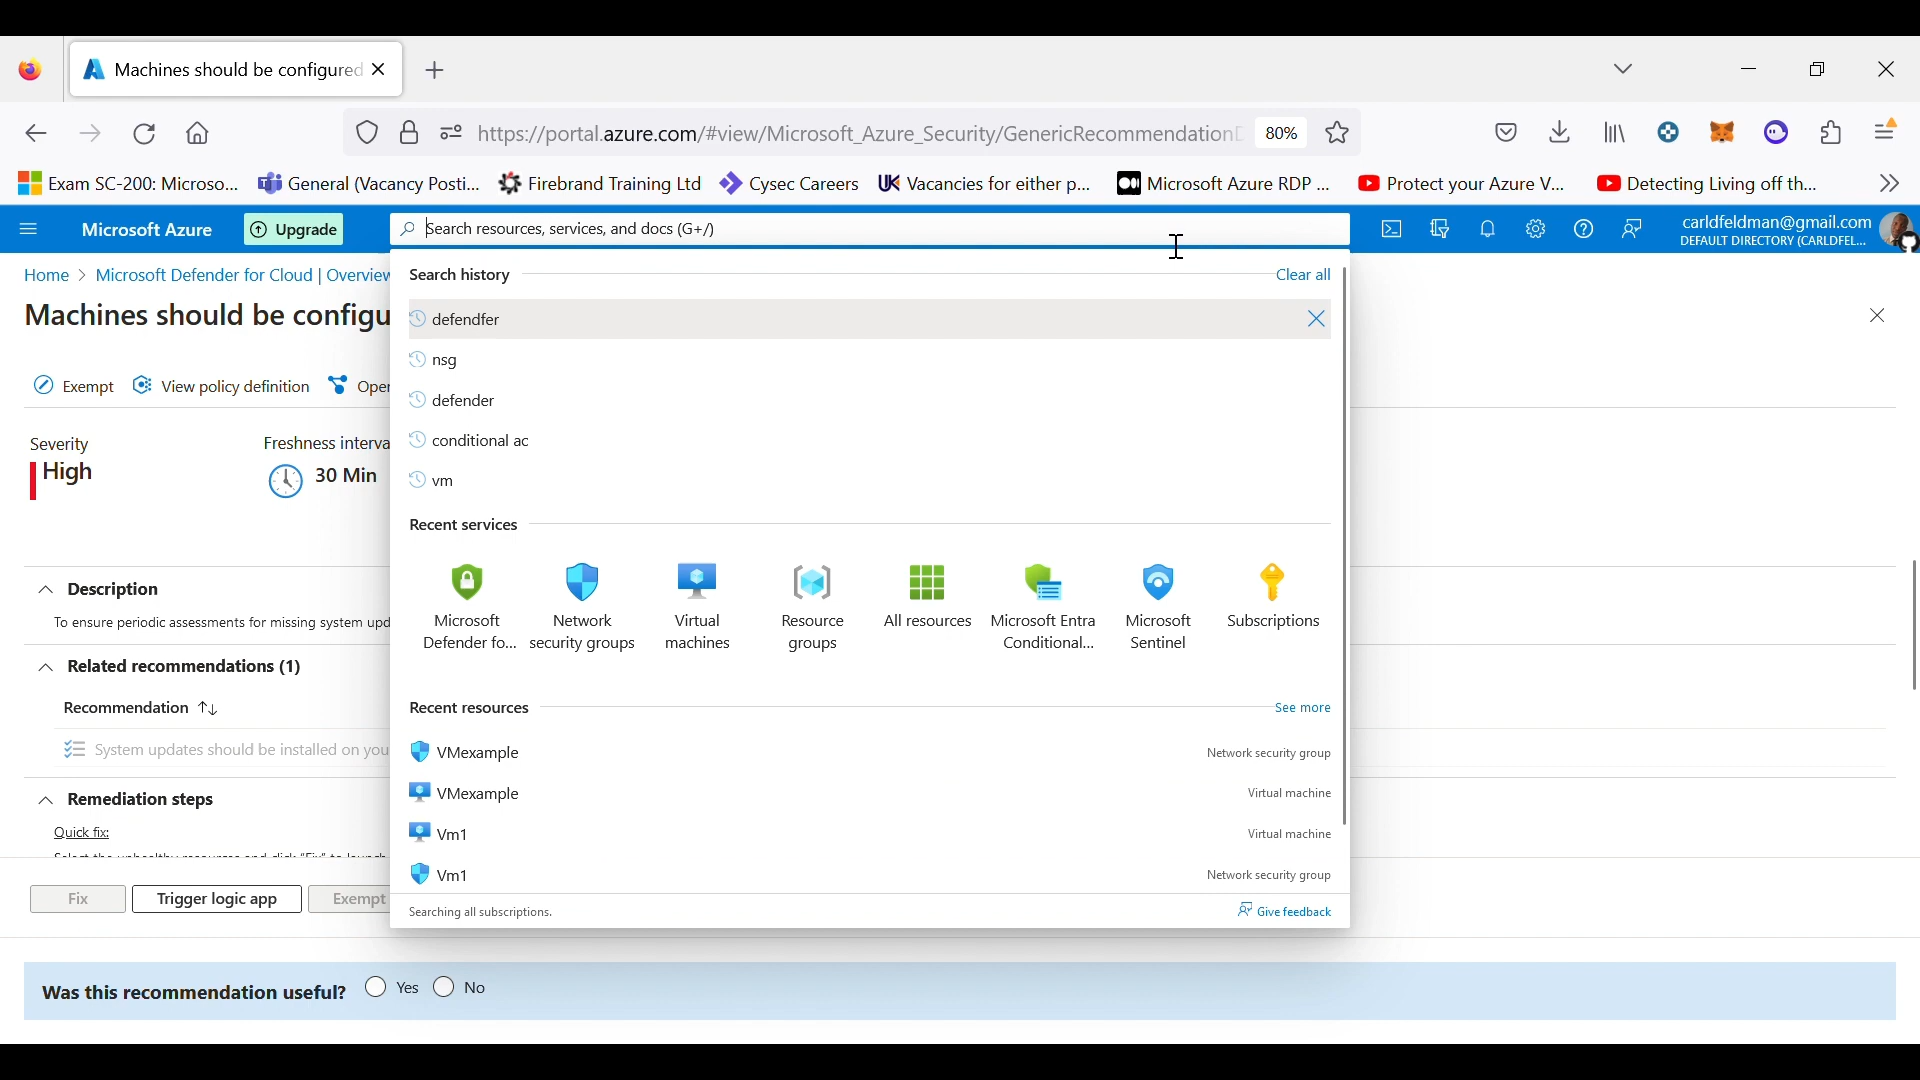 Machines should be configured
https://portal.azure.com/#view/Microsoft_Azure_Security/GenericRecommendation
80%
Exam SC-200: Microso...
General (Vacancy Posti...
Firebrand Training Ltd
Cysec Careers
UK Vacancies for either p...
Microsoft Azure RDP ...
Protect your Azure V...
Detecting Living off th...
Microsoft Azure
Upgrade
Search resources, services, and docs (G+/)
carldfeldman@gmail.com
DEFAULT DIRECTORY (CARLDFEL...
Home > Microsoft Defender for Cloud | Overview
Machines should be configu
Exempt
View policy definition
Oper
Severity
High
Freshness interva
30 Min
Description
To ensure periodic assessments for missing system upd
Related recommendations (1)
Recommendation ↑↓
System updates should be installed on you
Remediation steps
Quick fix:
Fix
Trigger logic app
Exempt
Search history
Clear all
defendfer
nsg
defender
conditional ac
vm
Recent services
Microsoft
Defender fo...
Network
security groups
Virtual
machines
Resource
groups
All resources
Microsoft Entra
Conditional...
Microsoft
Sentinel
Subscriptions
Recent resources
See more
VMexample
Network security group
VMexample
Virtual machine
Vm1
Virtual machine
Vm1
Network security group
Searching all subscriptions.
Give feedback
Was this recommendation useful?
Yes
No